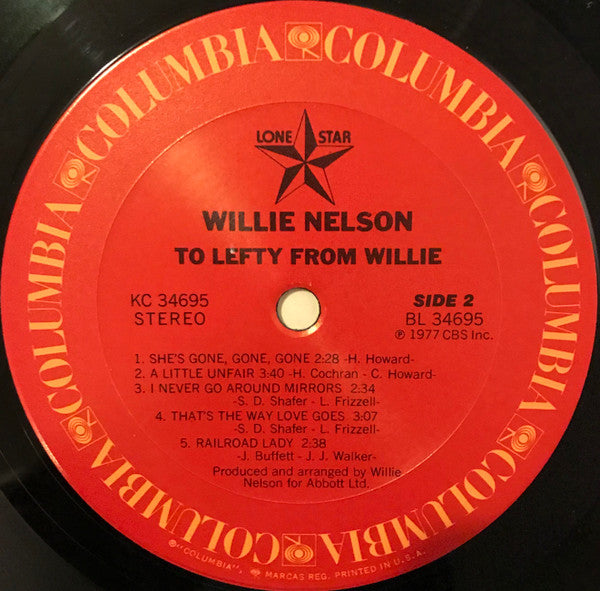 COLUMBIA COLUMBIA COLUMBIA COLUMBIA COLUMBIA COLUMBIA
LONE STAR
WILLIE NELSON
TO LEFTY FROM WILLIE
KC 34695 SIDE 2
STEREO BL 34695
℗ 1977 CBS Inc.
1. SHE'S GONE, GONE, GONE 2:28 -H. Howard-
2. A LITTLE UNFAIR 3:40 -H. Cochran - C. Howard-
3. I NEVER GO AROUND MIRRORS 2:34
-S. D. Shafer - L. Frizzell-
4. THAT'S THE WAY LOVE GOES 3:07
-S. D. Shafer - L. Frizzell-
5. RAILROAD LADY 2:38
-J. Buffett - J. J. Walker-
Produced and arranged by Willie
Nelson for Abbott Ltd.
®"COLUMBIA", MARCAS REG. PRINTED IN U.S.A.